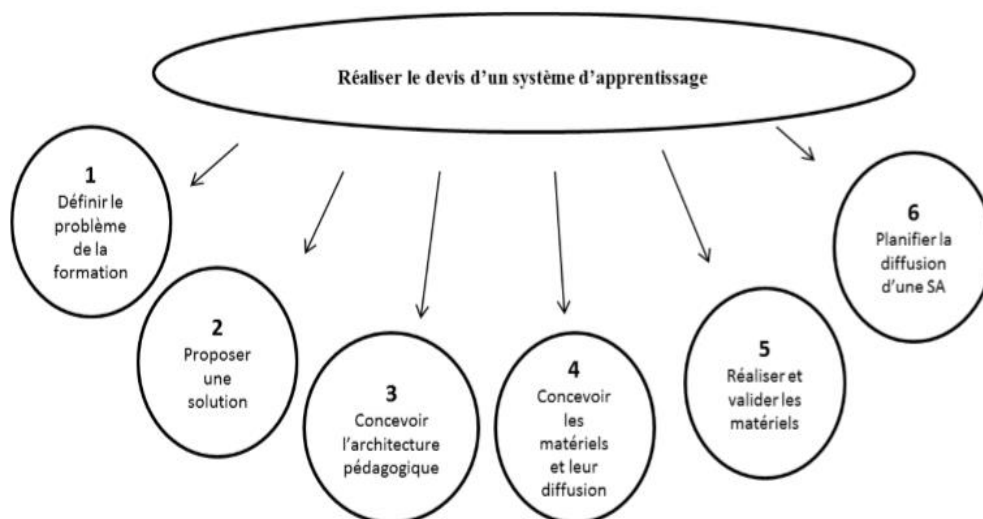 Réaliser le devis d'un système d'apprentissage
1
Définir le
problème
de la
formation
2
Proposer
une
solution
3
Concevoir
l'architecture
pédagogique
4
Concevoir
les
matériels
et leur
diffusion
5
Réaliser et
valider les
matériels
6
Planifier la
diffusion
d'une SA